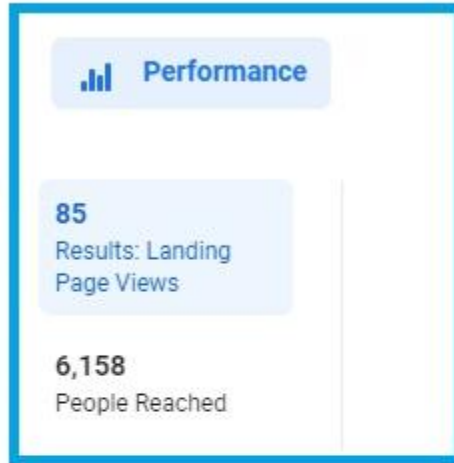 Performance
85
Results: Landing
Page Views
6,158
People Reached